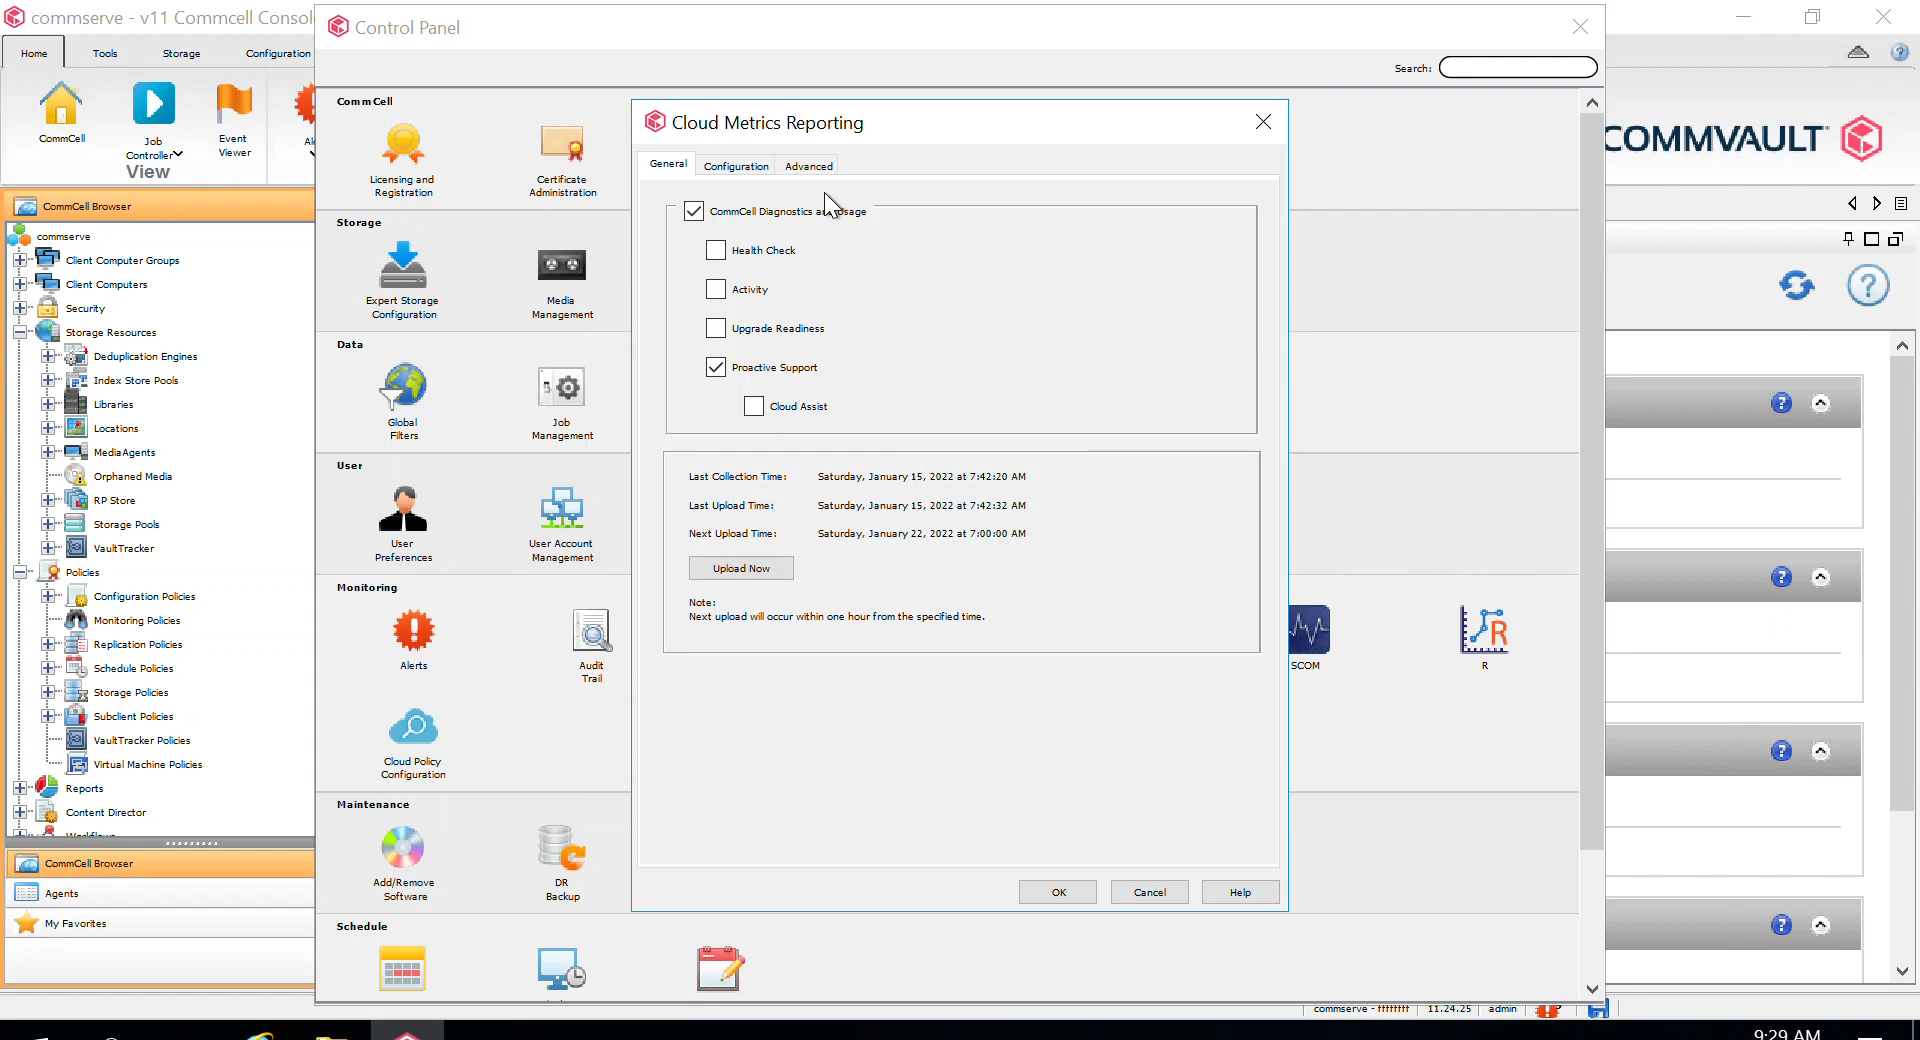 commserve - v11 Commcell Consol
Control Panel
Home
Tools
Storage
Configuration
Search:
CommCell
Job
Controller
Event
Viewer
View
COMMVAULT
CommCell
Licensing and
Registration
Certificate
Administration
Storage
Expert Storage
Configuration
Media
Management
Data
Global
Filters
Job
Management
User
User
Preferences
User Account
Management
Monitoring
Alerts
Audit
Trail
SCOM
R
Cloud Policy
Configuration
Maintenance
Add/Remove
Software
DR
Backup
Schedule
Cloud Metrics Reporting
General
Configuration
Advanced
CommCell Diagnostics and Usage
Health Check
Activity
Upgrade Readiness
Proactive Support
Cloud Assist
Last Collection Time: Saturday, January 15, 2022 at 7:42:20 AM
Last Upload Time: Saturday, January 15, 2022 at 7:42:32 AM
Next Upload Time: Saturday, January 22, 2022 at 7:00:00 AM
Upload Now
Note:
Next upload will occur within one hour from the specified time.
OK
Cancel
Help
CommCell Browser
commserve
Client Computer Groups
Client Computers
Security
Storage Resources
Deduplication Engines
Index Store Pools
Libraries
Locations
MediaAgents
Orphaned Media
RP Store
Storage Pools
VaultTracker
Policies
Configuration Policies
Monitoring Policies
Replication Policies
Schedule Policies
Storage Policies
Subclient Policies
VaultTracker Policies
Virtual Machine Policies
Reports
Content Director
Workflows
CommCell Browser
Agents
My Favorites
commserve - ffffffff
11.24.25
admin
9:29 AM